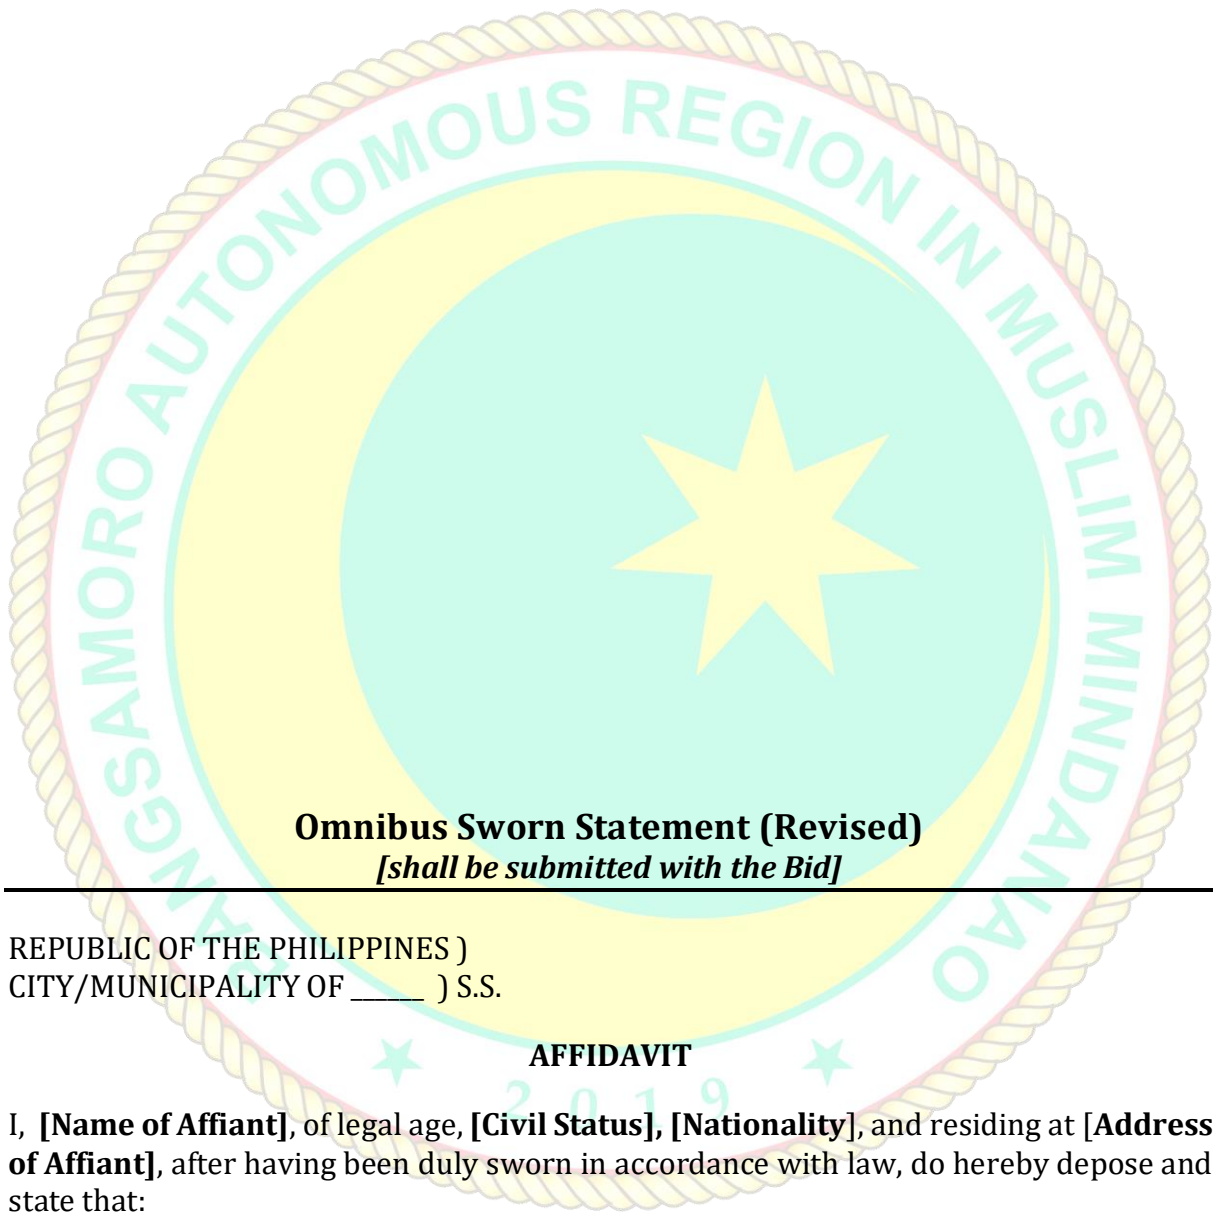 BANGSAMORO AUTONOMOUS REGION IN MUSLIM MINDANAO
Omnibus Sworn Statement (Revised)
[shall be submitted with the Bid]
REPUBLIC OF THE PHILIPPINES )
CITY/MUNICIPALITY OF ______ ) S.S.
AFFIDAVIT
2019
I, [Name of Affiant], of legal age, [Civil Status], [Nationality], and residing at [Address
of Affiant], after having been duly sworn in accordance with law, do hereby depose and
state that: